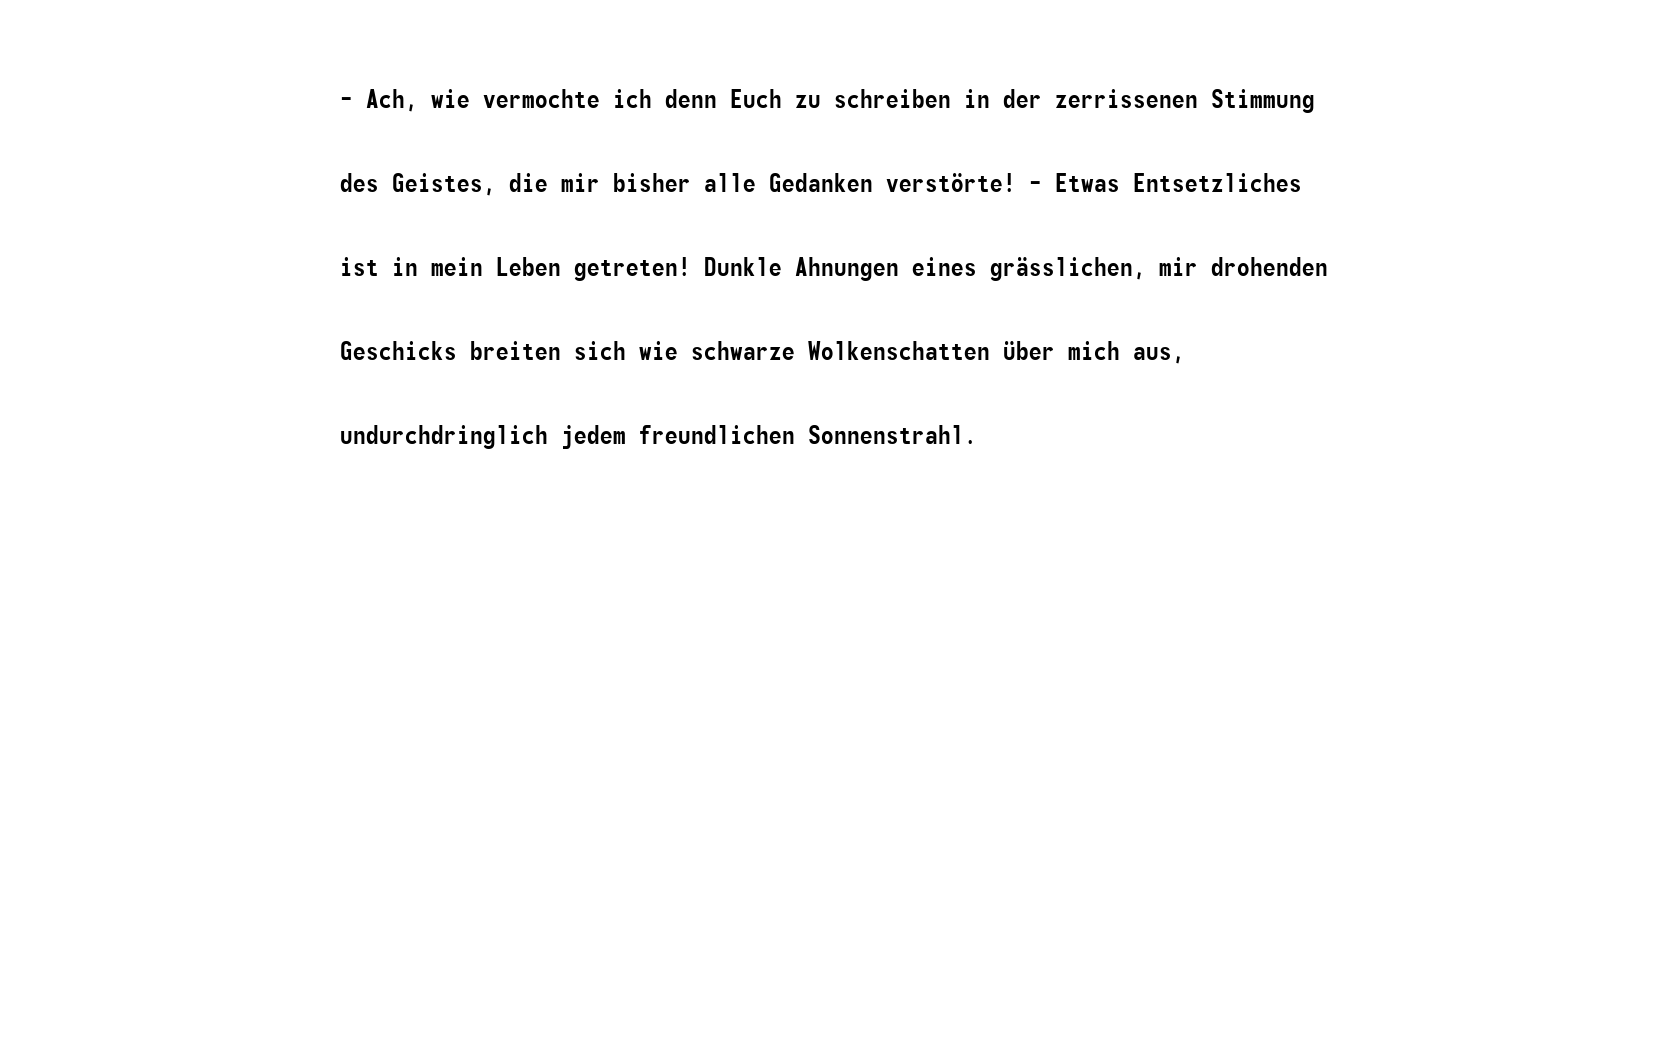 - Ach, wie vermochte ich denn Euch zu schreiben in der zerrissenen Stimmung
des Geistes, die mir bisher alle Gedanken verstörte! - Etwas Entsetzliches
ist in mein Leben getreten! Dunkle Ahnungen eines grässlichen, mir drohenden
Geschicks breiten sich wie schwarze Wolkenschatten über mich aus,
undurchdringlich jedem freundlichen Sonnenstrahl.